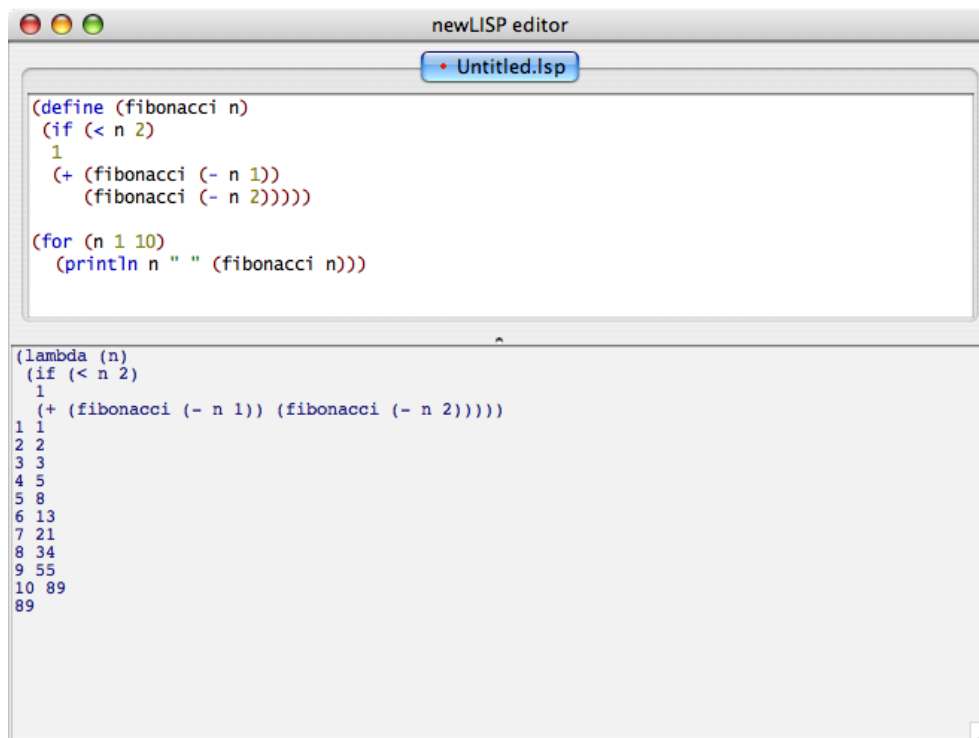 newLISP editor
Untitled.lsp
(define (fibonacci n)
(if (< n 2)
1
(+ (fibonacci (- n 1))
(fibonacci (- n 2)))))
(for (n 1 10)
(println n " " (fibonacci n)))
(lambda (n)
(if (< n 2)
1
(+ (fibonacci (- n 1)) (fibonacci (- n 2)))))
1 1
2 2
3 3
4 5
5 8
6 13
7 21
8 34
9 55
10 89
89